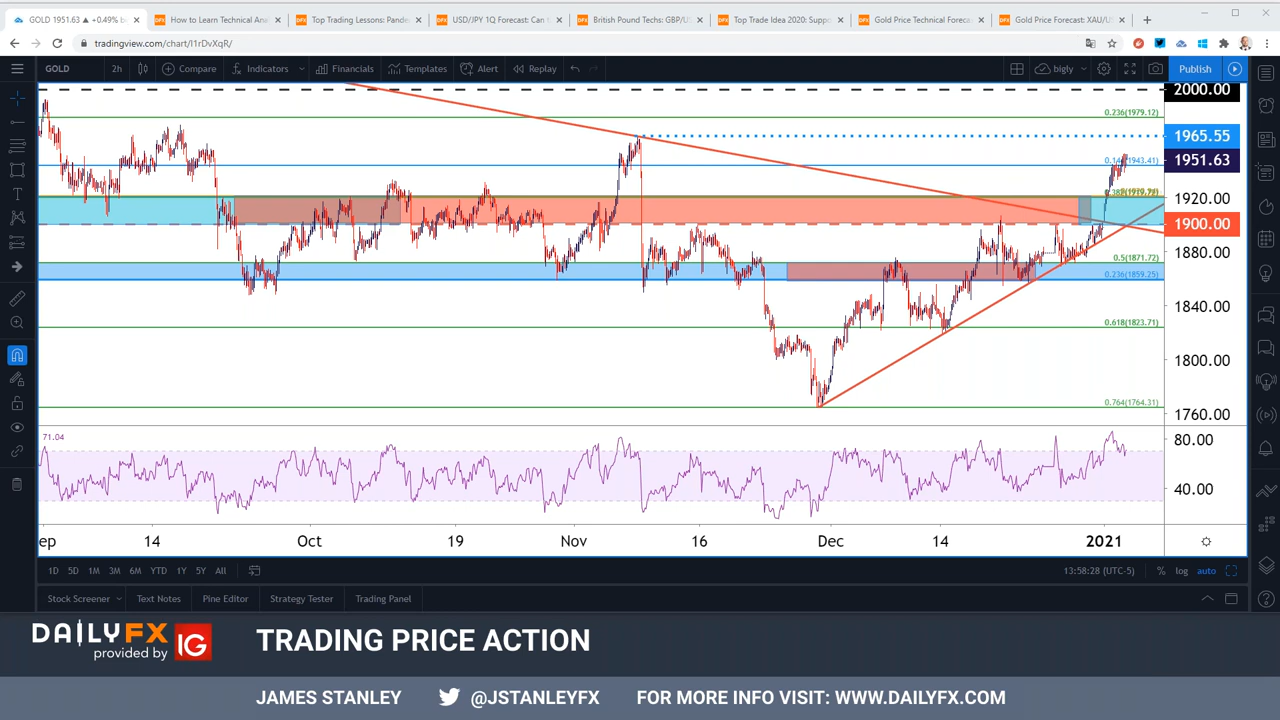 GOLD 1951.63 ▲ +0.49% b
How to Learn Technical Ana
Top Trading Lessons: Pande
USD/JPY 1Q Forecast: Can t
British Pound Techs: GBP/US
Top Trade Idea 2020: Suppo
Gold Price Technical Foreca
Gold Price Forecast: XAU/US
tradingview.com/chart/l1rDvXqR/
GOLD 2h Compare Indicators Financials Templates Alert Replay bigly Publish
2000.00
0.236(1979.12)
1965.55
1951.63
1920.00
1900.00
1880.00
0.5(1871.72)
0.236(1859.25)
1840.00
0.618(1823.71)
1800.00
0.764(1764.31)
1760.00
71.04
80.00
40.00
ep 14 Oct 19 Nov 16 Dec 14 2021
1D 5D 1M 3M 6M YTD 1Y 5Y All 13:58:28 (UTC-5) % log auto
Stock Screener Text Notes Pine Editor Strategy Tester Trading Panel
DAILYFX
provided by IG
TRADING PRICE ACTION
JAMES STANLEY @JSTANLEYFX FOR MORE INFO VISIT: WWW.DAILYFX.COM